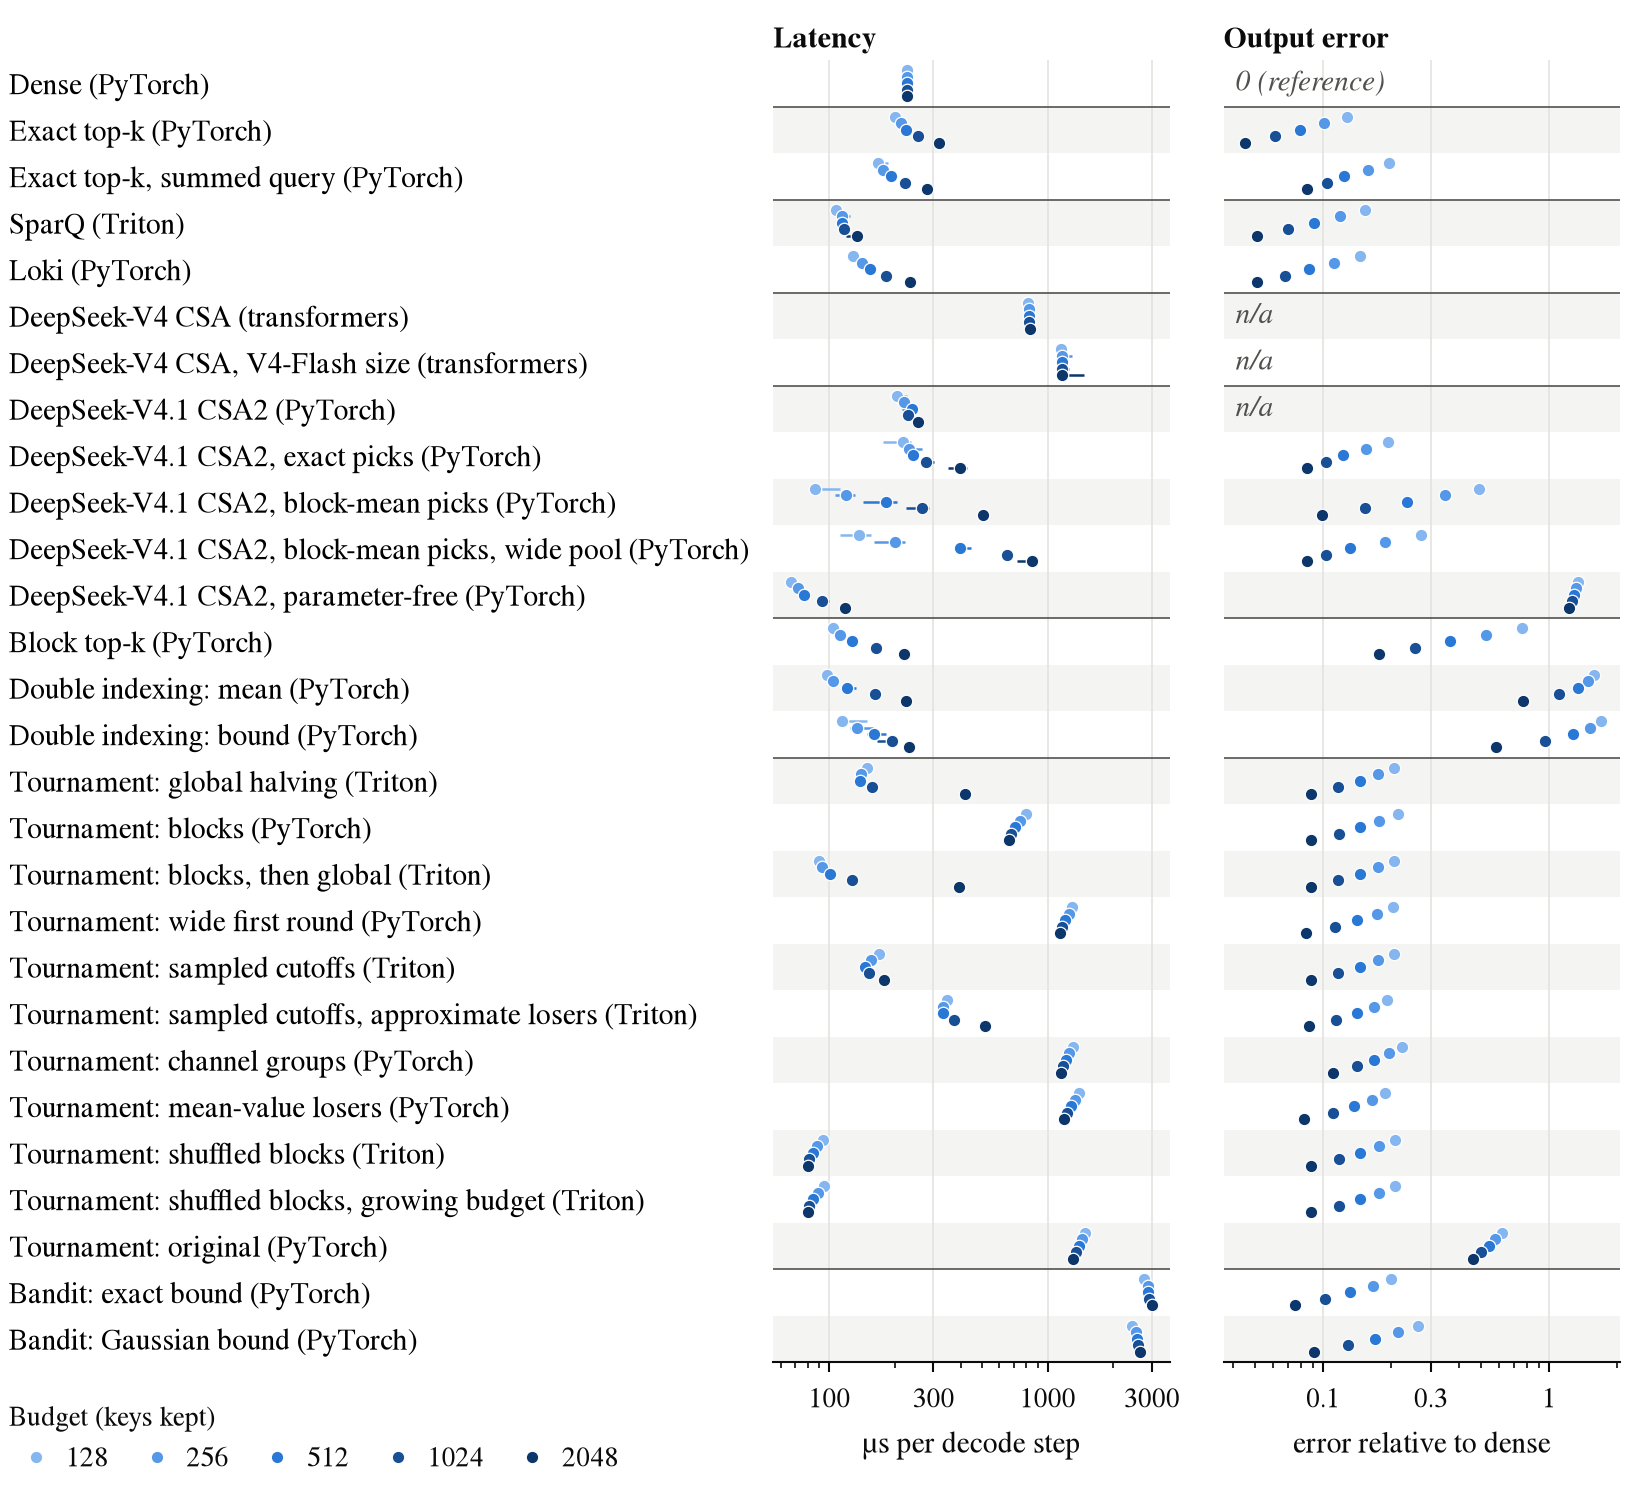 Latency
Output error
Dense (PyTorch)
0 (reference)
Exact top-k (PyTorch)
Exact top-k, summed query (PyTorch)
SparQ (Triton)
Loki (PyTorch)
DeepSeek-V4 CSA (transformers)
n/a
DeepSeek-V4 CSA, V4-Flash size (transformers)
n/a
DeepSeek-V4.1 CSA2 (PyTorch)
n/a
DeepSeek-V4.1 CSA2, exact picks (PyTorch)
DeepSeek-V4.1 CSA2, block-mean picks (PyTorch)
DeepSeek-V4.1 CSA2, block-mean picks, wide pool (PyTorch)
DeepSeek-V4.1 CSA2, parameter-free (PyTorch)
Block top-k (PyTorch)
Double indexing: mean (PyTorch)
Double indexing: bound (PyTorch)
Tournament: global halving (Triton)
Tournament: blocks (PyTorch)
Tournament: blocks, then global (Triton)
Tournament: wide first round (PyTorch)
Tournament: sampled cutoffs (Triton)
Tournament: sampled cutoffs, approximate losers (Triton)
Tournament: channel groups (PyTorch)
Tournament: mean-value losers (PyTorch)
Tournament: shuffled blocks (Triton)
Tournament: shuffled blocks, growing budget (Triton)
Tournament: original (PyTorch)
Bandit: exact bound (PyTorch)
Bandit: Gaussian bound (PyTorch)
100 300 1000 3000
0.1 0.3 1
µs per decode step
error relative to dense
Budget (keys kept)
128 256 512 1024 2048